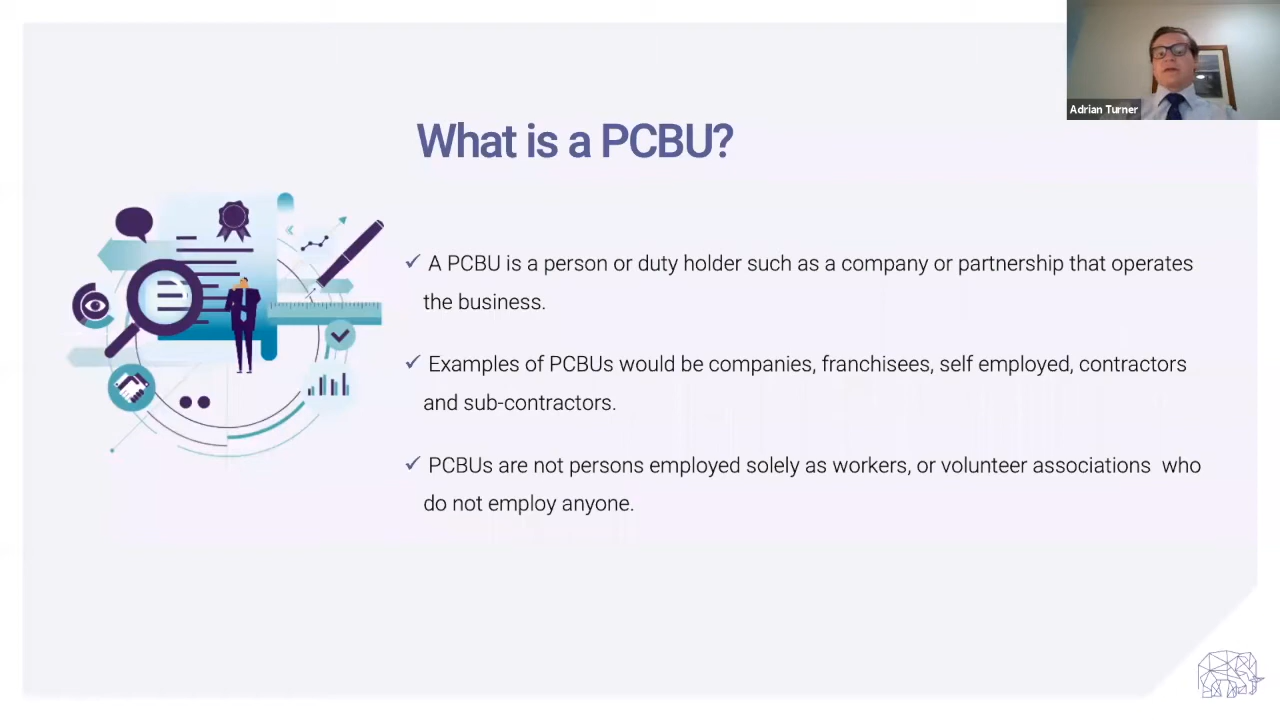 Adrian Turner
What is a PCBU?
✓ A PCBU is a person or duty holder such as a company or partnership that operates
the business.
✓ Examples of PCBUs would be companies, franchisees, self employed, contractors
and sub-contractors.
✓ PCBUs are not persons employed solely as workers, or volunteer associations  who
do not employ anyone.